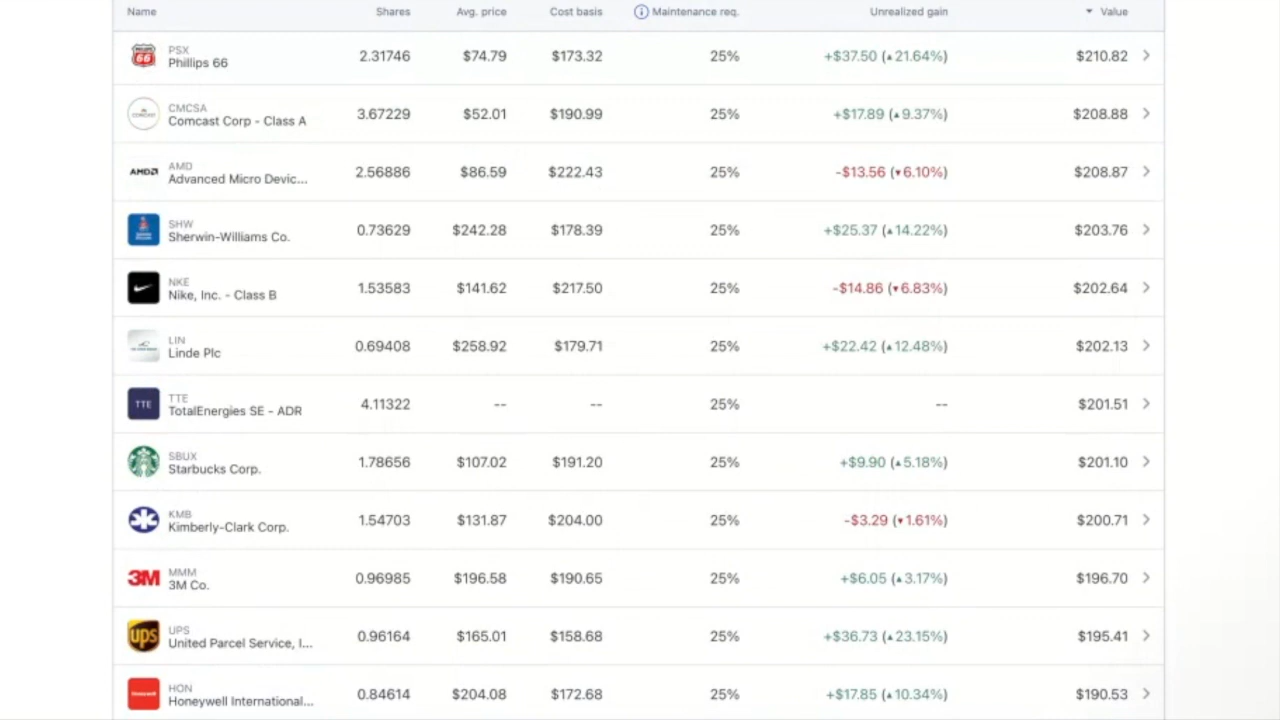 Name Shares Avg. price Cost basis Maintenance req. Unrealized gain Value
PSX
Phillips 66 2.31746 $74.79 $173.32 25% +$37.50 (▲21.64%) $210.82
CMCSA
Comcast Corp - Class A 3.67229 $52.01 $190.99 25% +$17.89 (▲9.37%) $208.88
AMD
Advanced Micro Devic... 2.56886 $86.59 $222.43 25% -$13.56 (▼6.10%) $208.87
SHW
Sherwin-Williams Co. 0.73629 $242.28 $178.39 25% +$25.37 (▲14.22%) $203.76
NKE
Nike, Inc. - Class B 1.53583 $141.62 $217.50 25% -$14.86 (▼6.83%) $202.64
LIN
Linde Plc 0.69408 $258.92 $179.71 25% +$22.42 (▲12.48%) $202.13
TTE
TTE
TotalEnergies SE - ADR 4.11322 -- -- 25% -- $201.51
SBUX
Starbucks Corp. 1.78656 $107.02 $191.20 25% +$9.90 (▲5.18%) $201.10
KMB
Kimberly-Clark Corp. 1.54703 $131.87 $204.00 25% -$3.29 (▼1.61%) $200.71
3M
MMM
3M Co. 0.96985 $196.58 $190.65 25% +$6.05 (▲3.17%) $196.70
ups
UPS
United Parcel Service, I... 0.96164 $165.01 $158.68 25% +$36.73 (▲23.15%) $195.41
HON
Honeywell International... 0.84614 $204.08 $172.68 25% +$17.85 (▲10.34%) $190.53